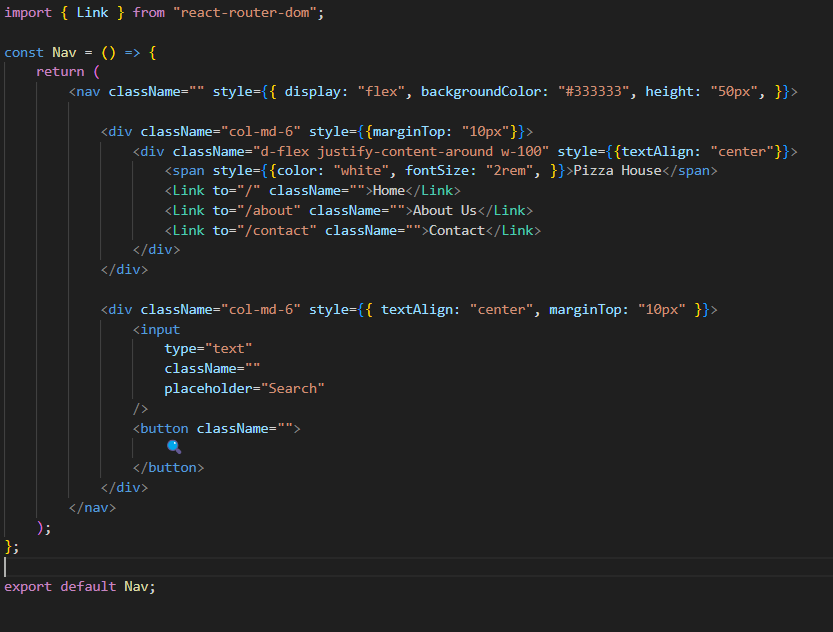 import { Link } from "react-router-dom";
const Nav = () => {
return (
<nav className="" style={{ display: "flex", backgroundColor: "#333333", height: "50px", }}>
<div className="col-md-6" style={{marginTop: "10px"}}>
<div className="d-flex justify-content-around w-100" style={{textAlign: "center"}}>
<span style={{color: "white", fontSize: "2rem", }}>Pizza House</span>
<Link to="/" className="">Home</Link>
<Link to="/about" className="">About Us</Link>
<Link to="/contact" className="">Contact</Link>
</div>
</div>
<div className="col-md-6" style={{ textAlign: "center", marginTop: "10px" }}>
<input
type="text"
className=""
placeholder="Search"
/>
<button className="">
🔍
</button>
</div>
</nav>
);
};
export default Nav;